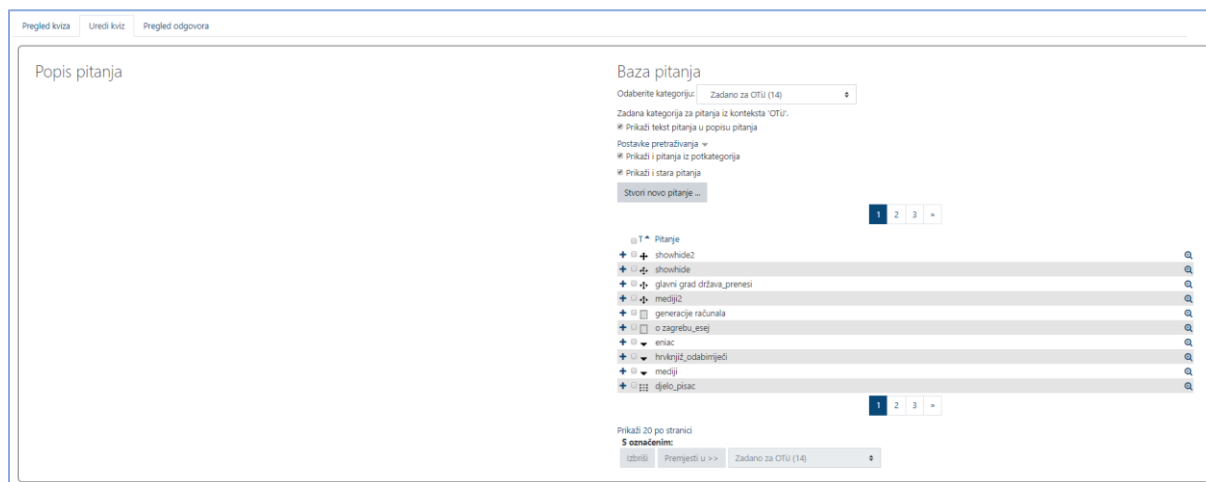 Pregled kviza Uredi kviz Pregled odgovora
Popis pitanja
Baza pitanja
Odaberite kategoriju: Zadano za OTiJ (14)
Zadana kategorija za pitanja iz konteksta 'OTiJ'.
Prikaži tekst pitanja u popisu pitanja
Postavke pretraživanja
Prikaži i pitanja iz potkategorija
Prikaži i stara pitanja
Stvori novo pitanje ...
1 2 3 »
T Pitanje
showhide2
showhide
glavni grad država_prenesi
mediji2
generacije računala
o zagrebu_esej
eniac
hrvknjiž_odabirriječi
mediji
djelo_pisac
1 2 3 »
Prikaži 20 po stranici
S označenim:
Izbriši Premjesti u >> Zadano za OTiJ (14)